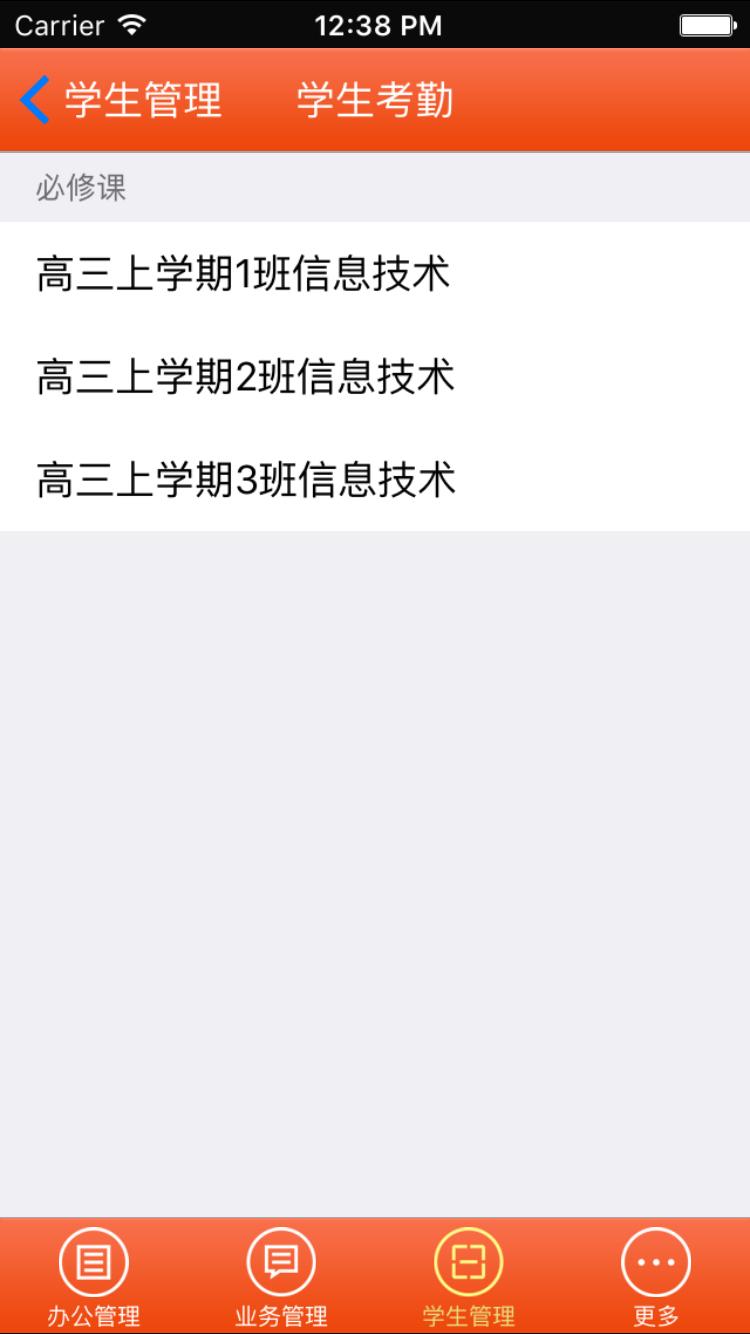 Carrier 12:38 PM
学生管理 学生考勤
必修课
高三上学期1班信息技术
高三上学期2班信息技术
高三上学期3班信息技术
办公管理 业务管理 学生管理 更多